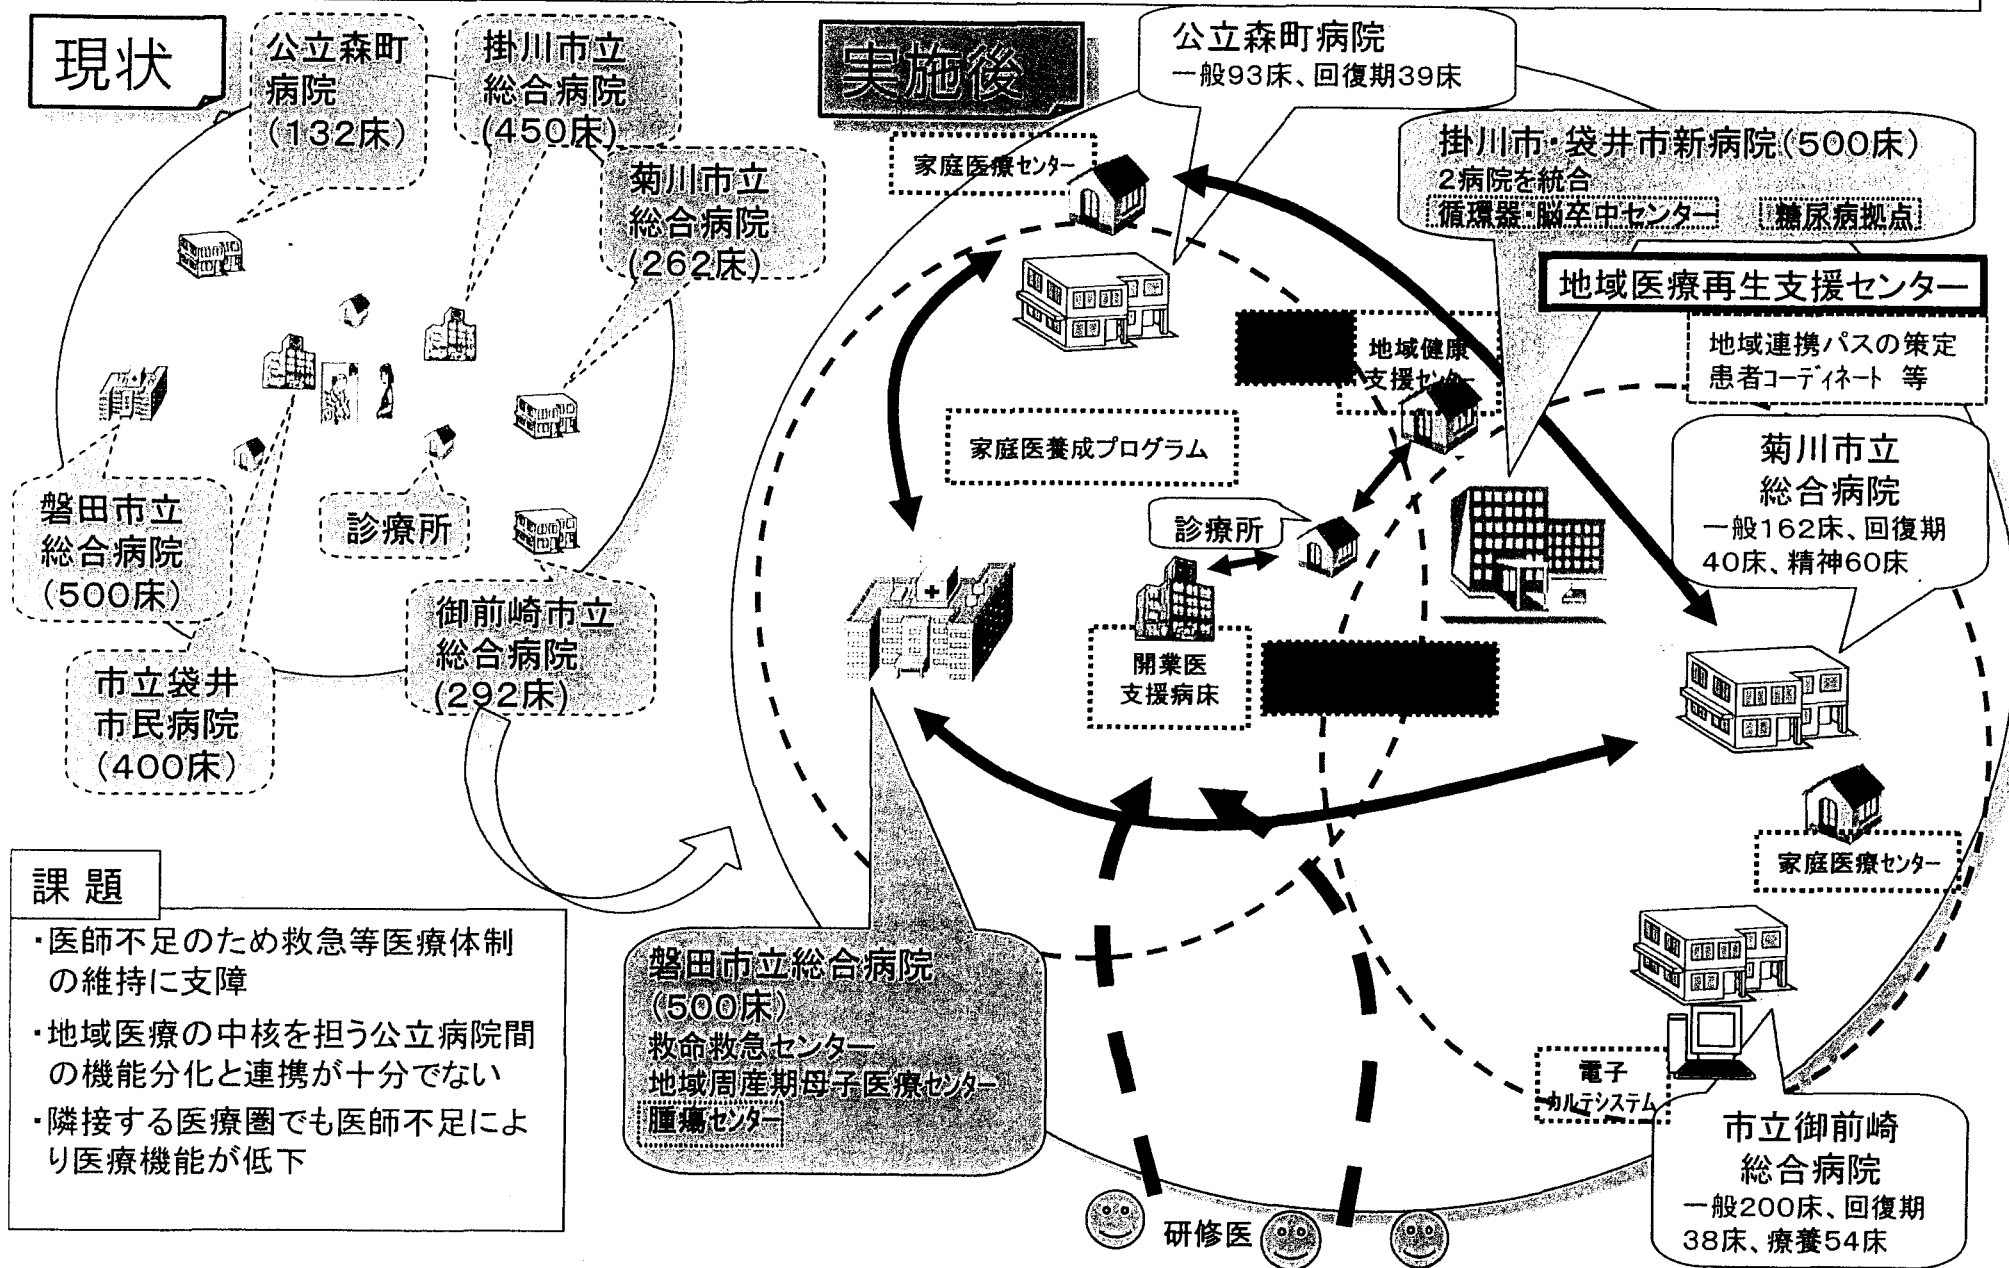 現状
公立森町
病院
(132床)
掛川市立
総合病院
(450床)
菊川市立
総合病院
(262床)
磐田市立
総合病院
(500床)
診療所
市立袋井
市民病院
(400床)
御前崎市立
総合病院
(292床)
課題
・医師不足のため救急等医療体制
の維持に支障
・地域医療の中核を担う公立病院間
の機能分化と連携が十分でない
・隣接する医療圏でも医師不足によ
り医療機能が低下
実施後
公立森町病院
一般93床、回復期39床
家庭医療センター
掛川市・袋井市新病院(500床)
2病院を統合
循環器・脳卒中センター 糖尿病拠点
地域医療再生支援センター
地域連携パスの策定
患者コーディネート 等
地域健康
支援センター
家庭医養成プログラム
診療所
菊川市立
総合病院
一般162床、回復期
40床、精神60床
開業医
支援病床
家庭医療センター
磐田市立総合病院
(500床)
救命救急センター
地域周産期母子医療センター
腫瘍センター
電子
カルテシステム
市立御前崎
総合病院
一般200床、回復期
38床、療養54床
研修医